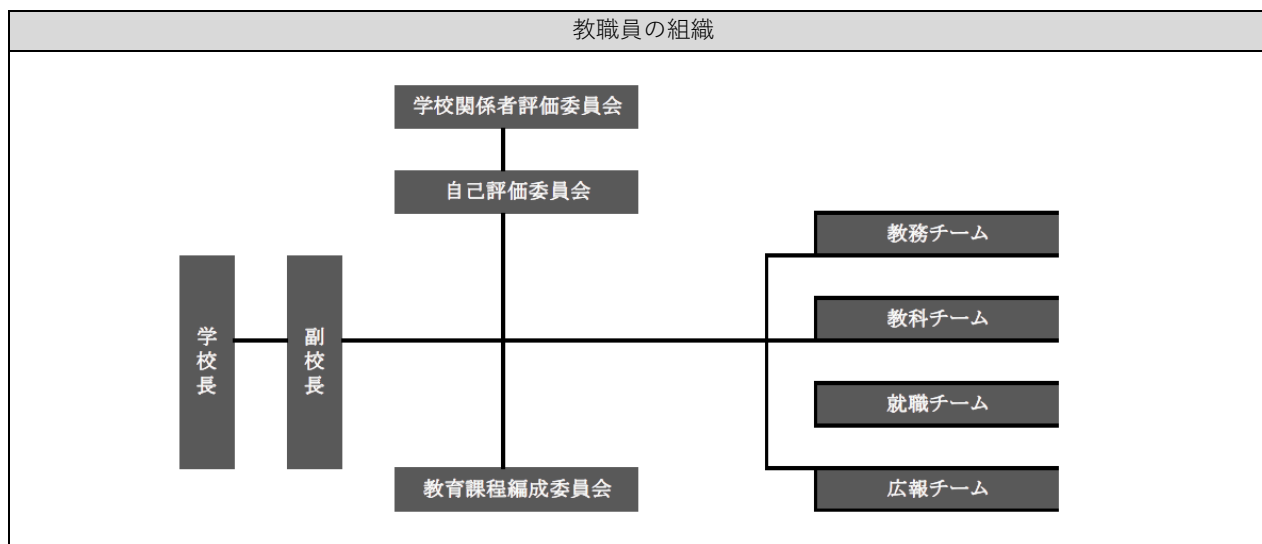 教職員の組織
学校関係者評価委員会
自己評価委員会
学校長
副校長
教務チーム
教科チーム
就職チーム
広報チーム
教育課程編成委員会